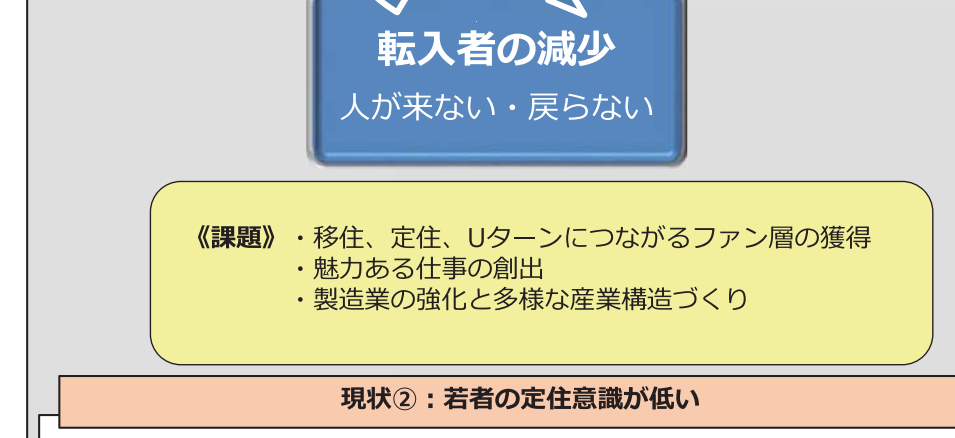 転入者の減少
人が来ない・戻らない
《課題》・移住、定住、Uターンにつながるファン層の獲得
・魅力ある仕事の創出
・製造業の強化と多様な産業構造づくり
現状②：若者の定住意識が低い